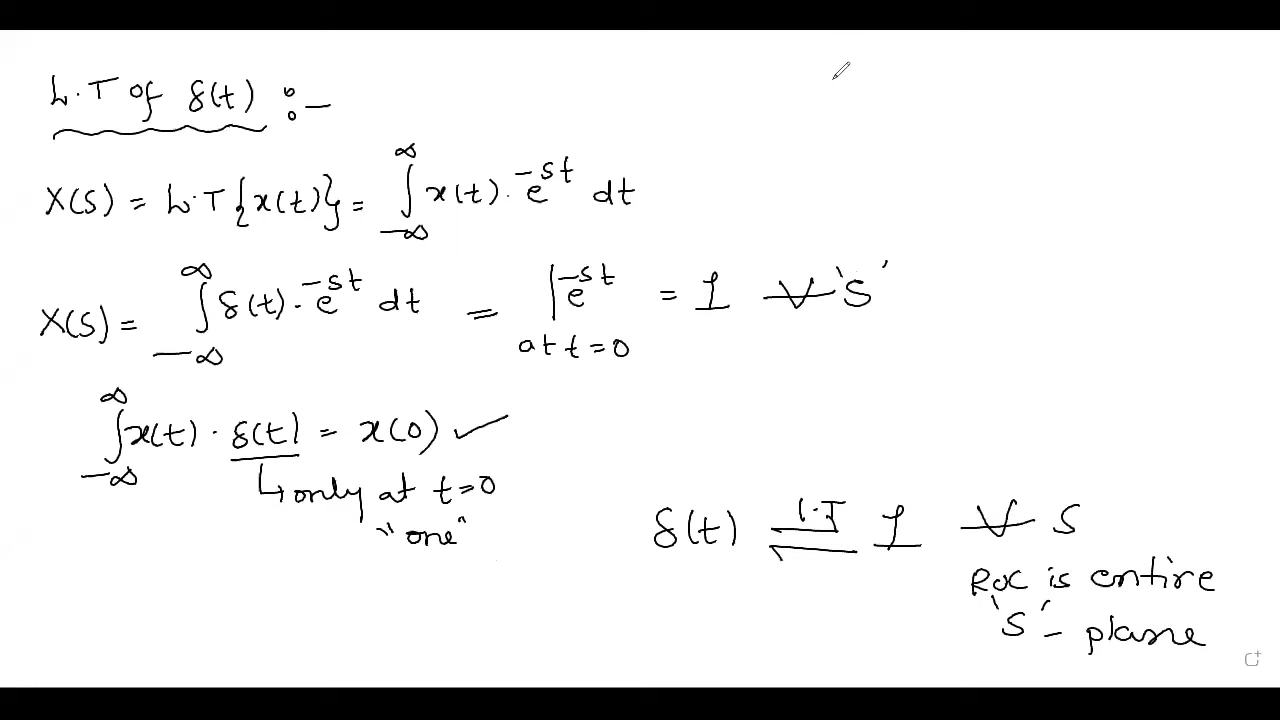 L.T of δ(t) :-
X(S) = L.T{x(t)} = ∫_{-∞}^{∞} x(t) · e^{-st} dt
X(S) = ∫_{-∞}^{∞} δ(t) · e^{-st} dt = |e^{-st} at t=0 = 1 ∀ 'S'
∫_{-∞}^{∞} x(t) · δ(t) = x(0) ✓
↳ only at t=0
"one"
δ(t) ⇌ L.T 1 ∀ S
ROC is entire
'S' - plane